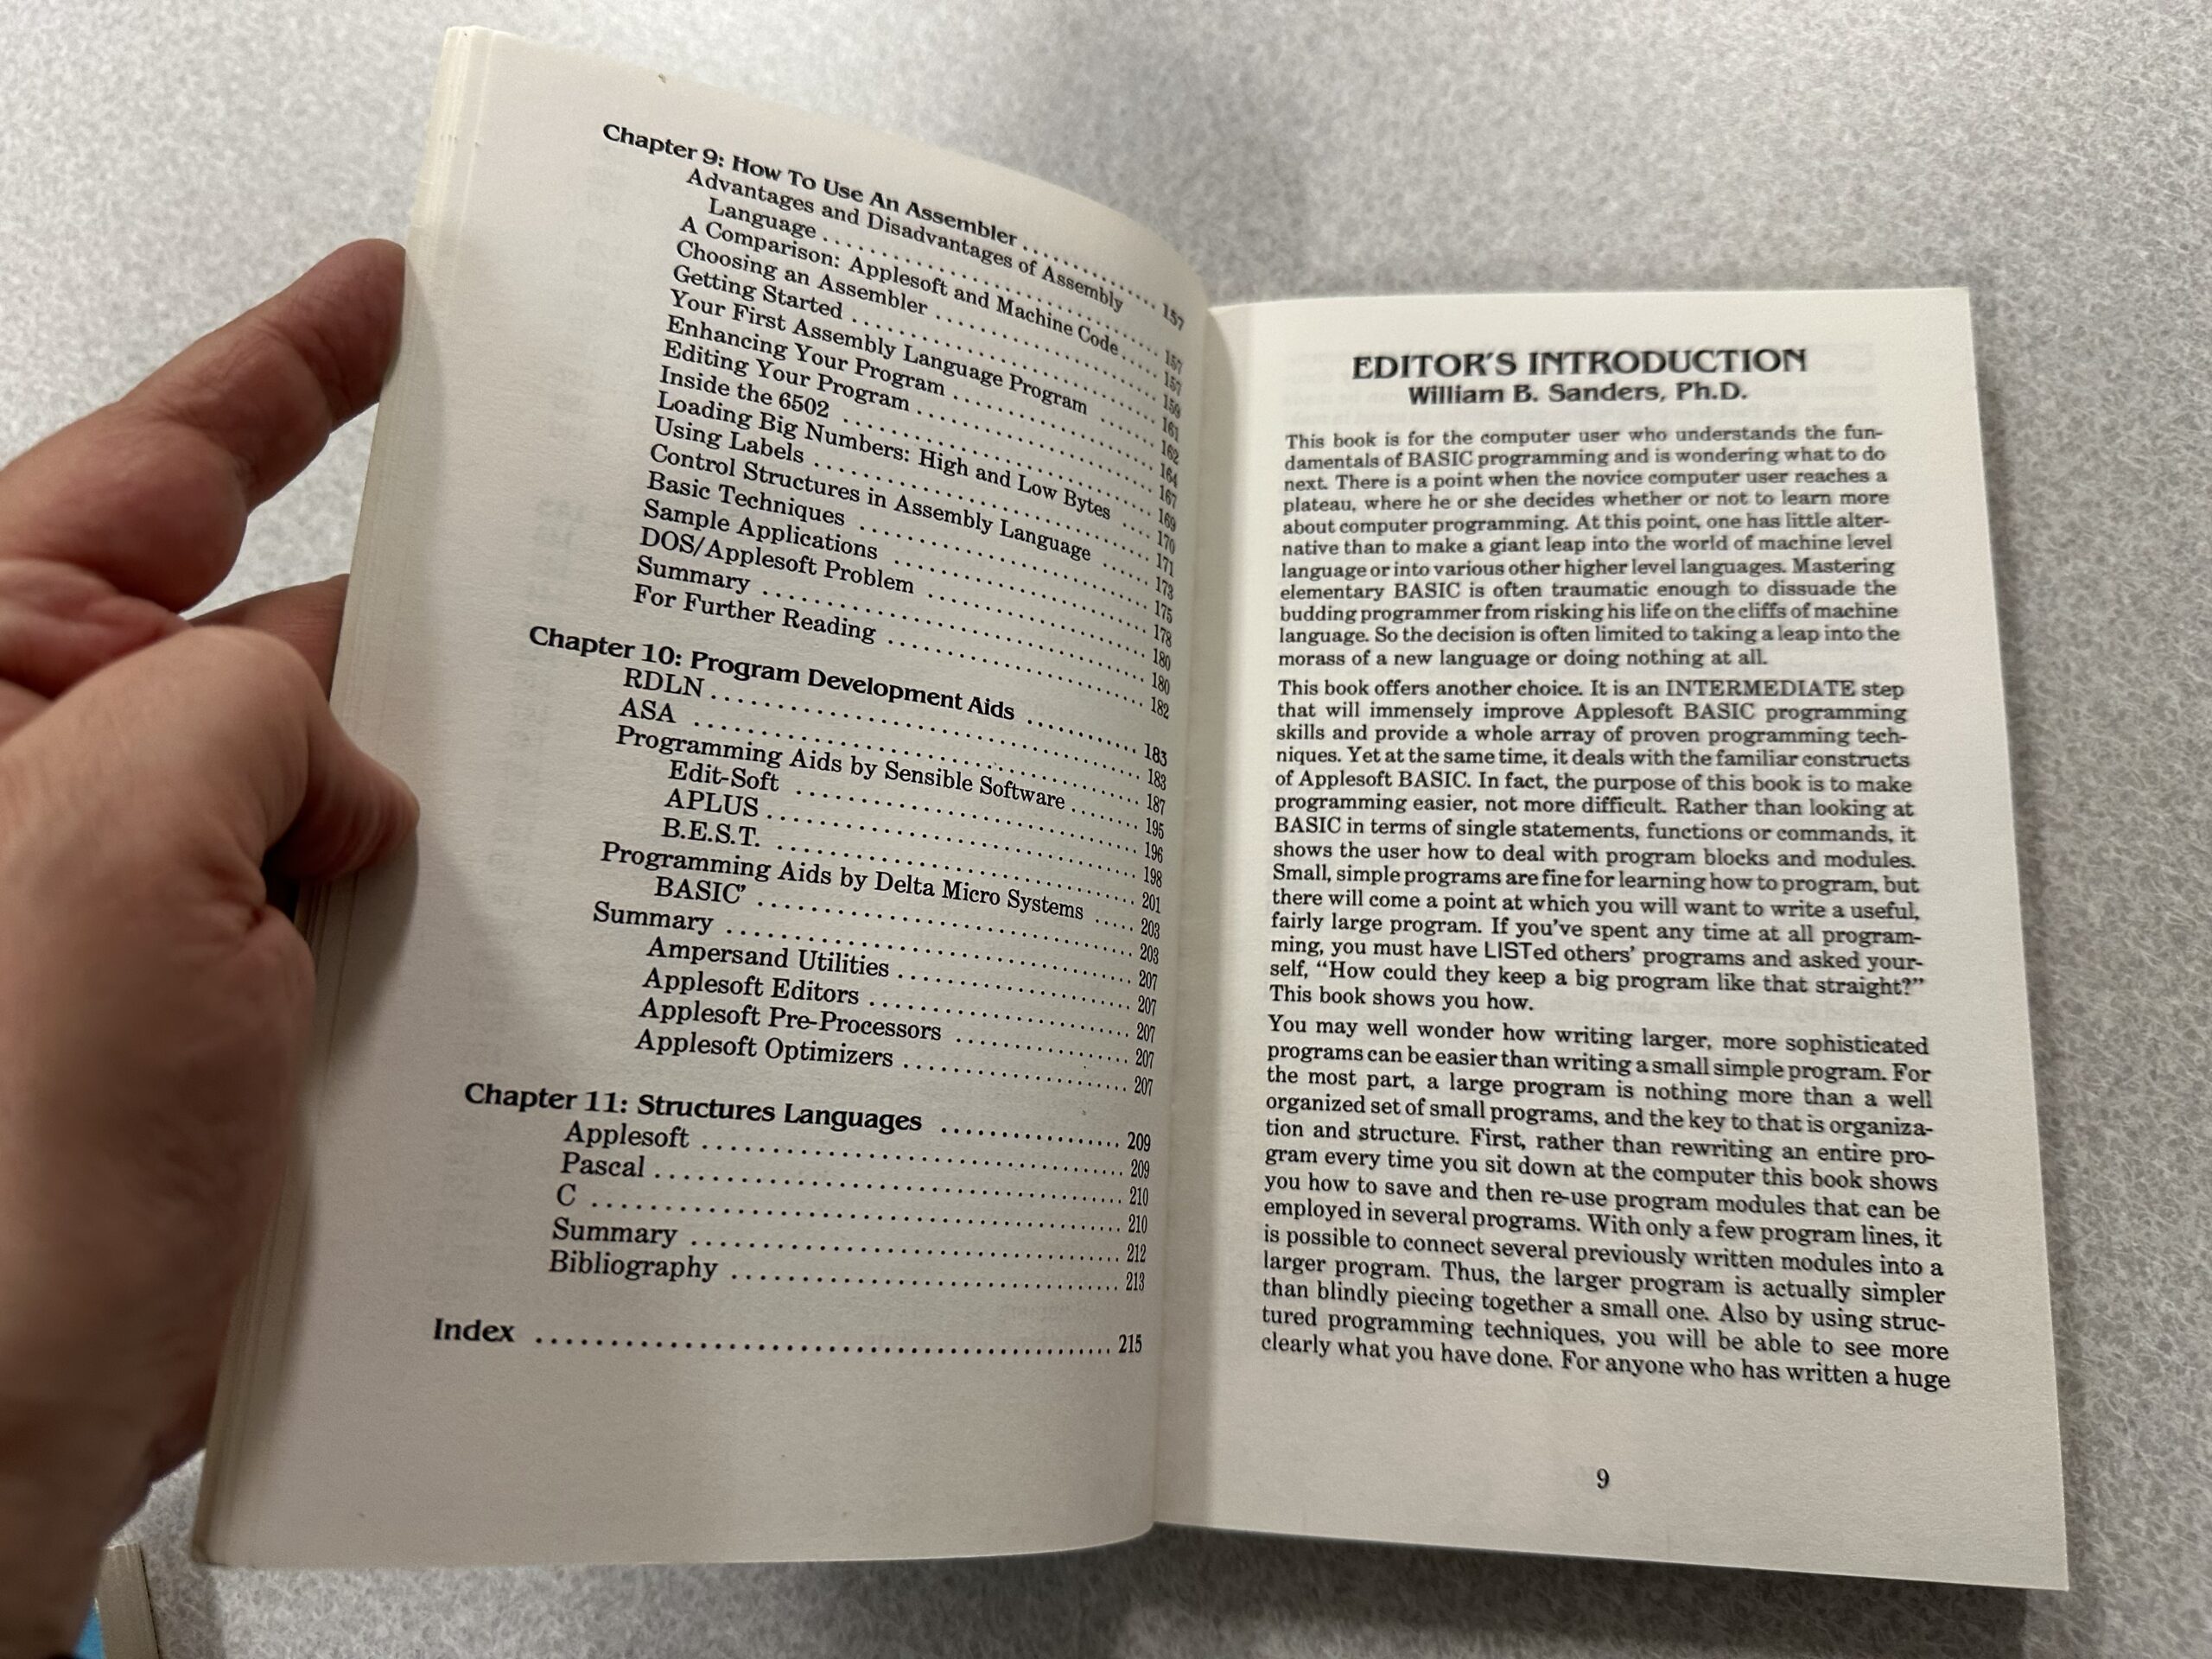 Chapter 9: How To Use An Assembler .......... 157
Advantages and Disadvantages of Assembly
Language .......... 157
A Comparison: Applesoft and Machine Code .......... 157
Choosing an Assembler .......... 159
Getting Started .......... 161
Your First Assembly Language Program .......... 162
Enhancing Your Program .......... 164
Editing Your Program .......... 167
Inside the 6502 .......... 169
Loading Big Numbers: High and Low Bytes .......... 170
Using Labels .......... 171
Control Structures in Assembly Language .......... 173
Basic Techniques .......... 175
Sample Applications .......... 178
DOS/Applesoft Problem .......... 180
Summary .......... 180
For Further Reading .......... 182
Chapter 10: Program Development Aids .......... 183
RDLN .......... 183
ASA .......... 187
Programming Aids by Sensible Software .......... 195
Edit-Soft .......... 196
APLUS .......... 198
B.E.S.T. .......... 201
Programming Aids by Delta Micro Systems .......... 203
BASIC' .......... 203
Summary .......... 207
Ampersand Utilities .......... 207
Applesoft Editors .......... 207
Applesoft Pre-Processors .......... 207
Applesoft Optimizers .......... 207
Chapter 11: Structures Languages .......... 209
Applesoft .......... 209
Pascal .......... 210
C .......... 210
Summary .......... 212
Bibliography .......... 213
Index .......... 215
EDITOR'S INTRODUCTION
William B. Sanders, Ph.D.
This book is for the computer user who understands the fun-
damentals of BASIC programming and is wondering what to do
next. There is a point when the novice computer user reaches a
plateau, where he or she decides whether or not to learn more
about computer programming. At this point, one has little alter-
native than to make a giant leap into the world of machine level
language or into various other higher level languages. Mastering
elementary BASIC is often traumatic enough to dissuade the
budding programmer from risking his life on the cliffs of machine
language. So the decision is often limited to taking a leap into the
morass of a new language or doing nothing at all.
This book offers another choice. It is an INTERMEDIATE step
that will immensely improve Applesoft BASIC programming
skills and provide a whole array of proven programming tech-
niques. Yet at the same time, it deals with the familiar constructs
of Applesoft BASIC. In fact, the purpose of this book is to make
programming easier, not more difficult. Rather than looking at
BASIC in terms of single statements, functions or commands, it
shows the user how to deal with program blocks and modules.
Small, simple programs are fine for learning how to program, but
there will come a point at which you will want to write a useful,
fairly large program. If you've spent any time at all program-
ming, you must have LISTed others' programs and asked your-
self, "How could they keep a big program like that straight?"
This book shows you how.
You may well wonder how writing larger, more sophisticated
programs can be easier than writing a small simple program. For
the most part, a large program is nothing more than a well
organized set of small programs, and the key to that is organiza-
tion and structure. First, rather than rewriting an entire pro-
gram every time you sit down at the computer this book shows
you how to save and then re-use program modules that can be
employed in several programs. With only a few program lines, it
is possible to connect several previously written modules into a
larger program. Thus, the larger program is actually simpler
than blindly piecing together a small one. Also by using struc-
tured programming techniques, you will be able to see more
clearly what you have done. For anyone who has written a huge
9